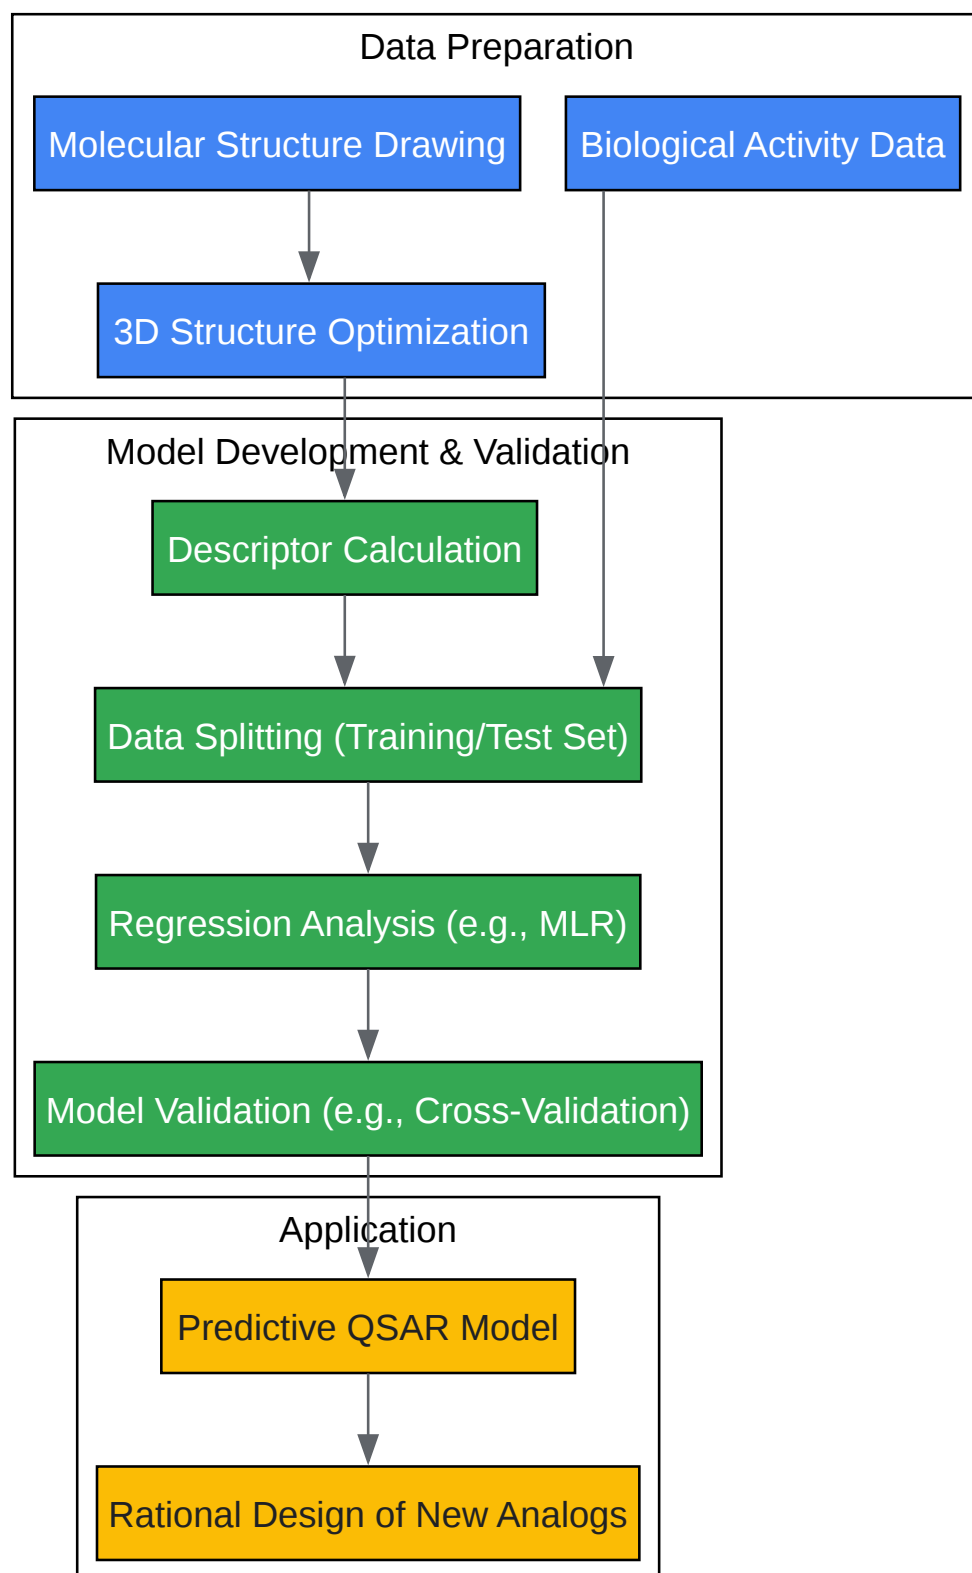 Data Preparation
Molecular Structure Drawing
Biological Activity Data
3D Structure Optimization
Model Development & Validation
Descriptor Calculation
Data Splitting (Training/Test Set)
Regression Analysis (e.g., MLR)
Model Validation (e.g., Cross-Validation)
Application
Predictive QSAR Model
Rational Design of New Analogs